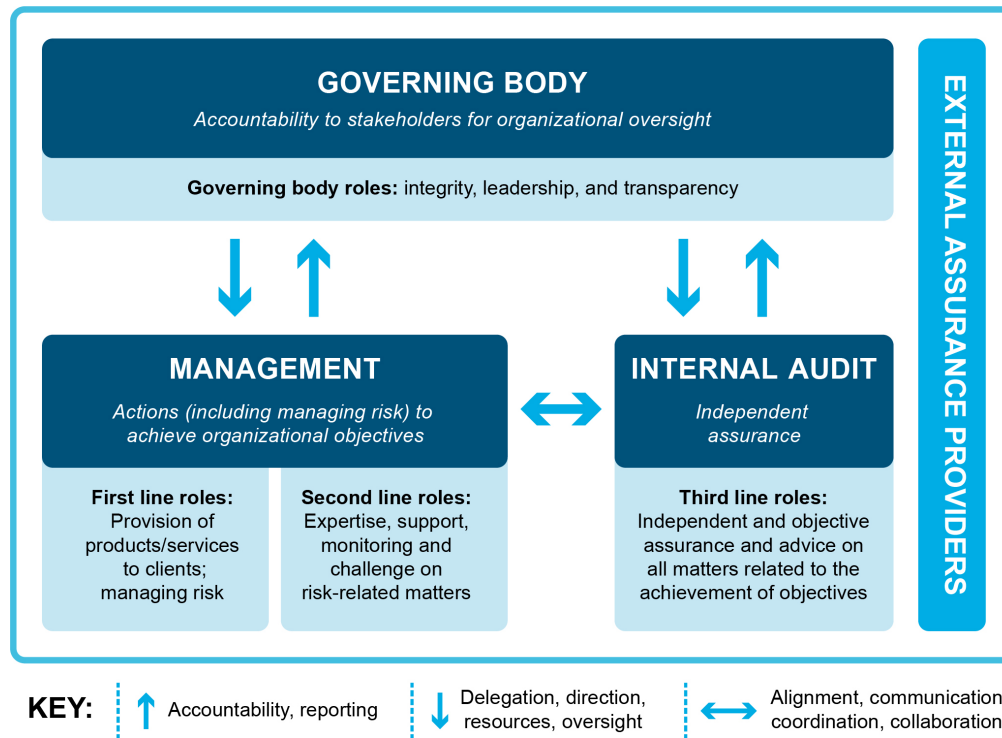 GOVERNING BODY
Accountability to stakeholders for organizational oversight
Governing body roles: integrity, leadership, and transparency
MANAGEMENT
Actions (including managing risk) to
achieve organizational objectives
First line roles:
Provision of
products/services
to clients;
managing risk
Second line roles:
Expertise, support,
monitoring and
challenge on
risk-related matters
INTERNAL AUDIT
Independent
assurance
Third line roles:
Independent and objective
assurance and advice on
all matters related to the
achievement of objectives
EXTERNAL ASSURANCE PROVIDERS
KEY:
Accountability, reporting
Delegation, direction,
resources, oversight
Alignment, communication
coordination, collaboration